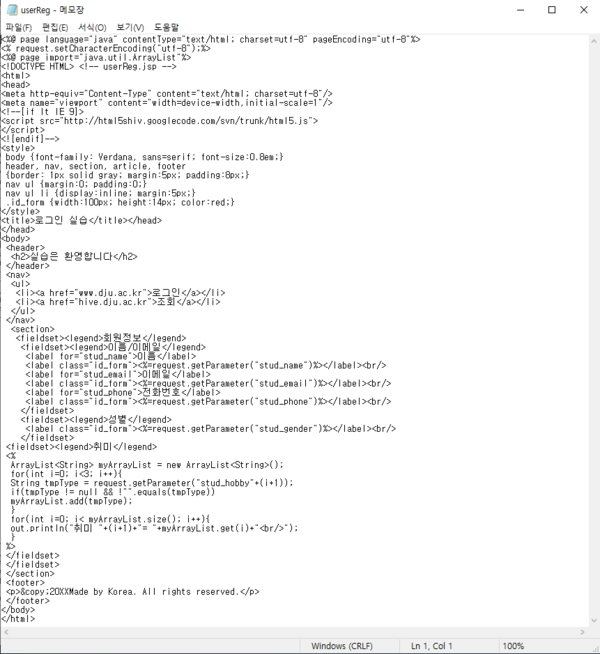 userReg - 메모장
파일(F) 편집(E) 서식(O) 보기(V) 도움말
<%@ page language="java" contentType="text/html; charset=utf-8" pageEncoding="utf-8"%>
<% request.setCharacterEncoding("utf-8");%>
<%@ page import="java.util.ArrayList"%>
<!DOCTYPE HTML> <!-- userReg.jsp -->
<html>
<head>
<meta http-equiv="Content-Type" content="text/html; charset=utf-8"/>
<meta name="viewport" content="width=device-width,initial-scale=1"/>
<!--[if lt IE 9]>
<script src="http://html5shiv.googlecode.com/svn/trunk/html5.js">
</script>
<![endif]-->
<style>
body {font-family: Verdana, sans=serif; font-size:0.8em;}
header, nav, section, article, footer
{border: 1px solid gray; margin:5px; padding:8px;}
nav ul {margin:0; padding:0;}
nav ul li {display:inline; margin:5px;}
.id_form {width:100px; height:14px; color:red;}
</style>
<title>로그인 실습</title></head>
</head>
<body>
<header>
<h2>실습은 환영합니다</h2>
</header>
<nav>
<ul>
<li><a href="www.dju.ac.kr">로그인</a></li>
<li><a href="hive.dju.ac.kr">조회</a></li>
</ul>
</nav>
<section>
<fieldset><legend>회원정보</legend>
<fieldset><legend>이름/이메일</legend>
<label for="stud_name">이름</label>
<label class="id_form"><%=request.getParameter("stud_name")%></label><br/>
<label for="stud_email">이메일</label>
<label class="id_form"><%=request.getParameter("stud_email")%></label><br/>
<label for="stud_phone">전화번호</label>
<label class="id_form"><%=request.getParameter("stud_phone")%></label><br/>
</fieldset>
<fieldset><legend>성별</legend>
<label class="id_form"><%=request.getParameter("stud_gender")%></label><br/>
</fieldset>
<fieldset><legend>취미</legend>
<%
ArrayList<String> myArrayList = new ArrayList<String>();
for(int i=0; i<3; i++){
String tmpType = request.getParameter("stud_hobby"+(i+1));
if(tmpType != null && !"".equals(tmpType))
myArrayList.add(tmpType);
}
for(int i=0; i< myArrayList.size(); i++){
out.println("취미 "+(i+1)+"= "+myArrayList.get(i)+"<br/>");
}
%>
</fieldset>
</fieldset>
</section>
<footer>
<p>&copy;20XXMade by Korea. All rights reserved.</p>
</footer>
</body>
</html>
Windows (CRLF) Ln 1, Col 1 100%